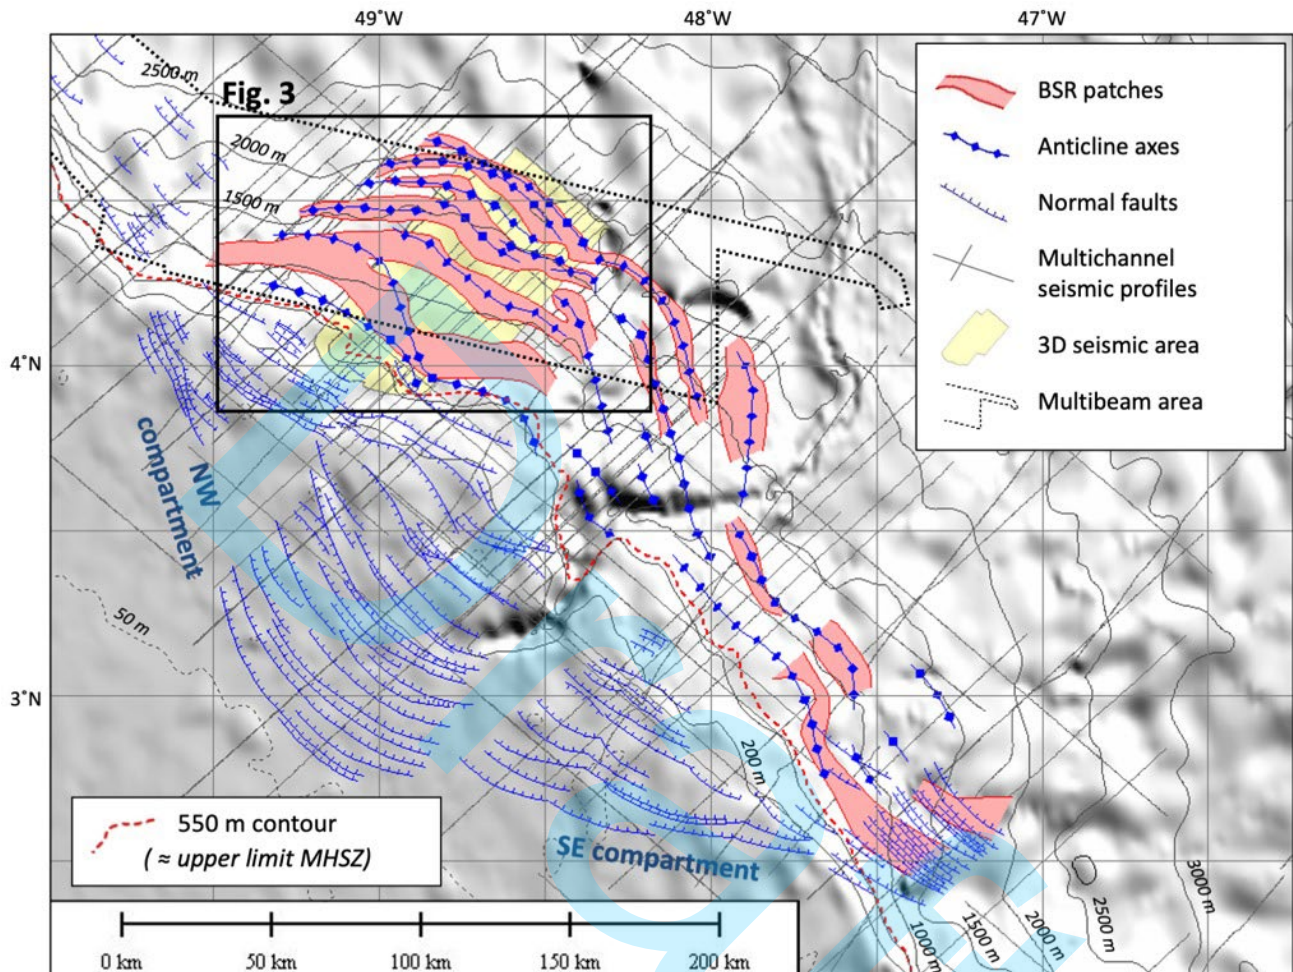 49°W
48°W
47°W
2500 m
Fig. 3
2000 m
1500 m
BSR patches
Anticline axes
Normal faults
Multichannel
seismic profiles
3D seismic area
Multibeam area
4°N
NW
compartment
50 m
3°N
200 m
550 m contour
( ≈ upper limit MHSZ)
SE compartment
3000 m
2500 m
2000 m
1500 m
1000 m
0 km
50 km
100 km
150 km
200 km